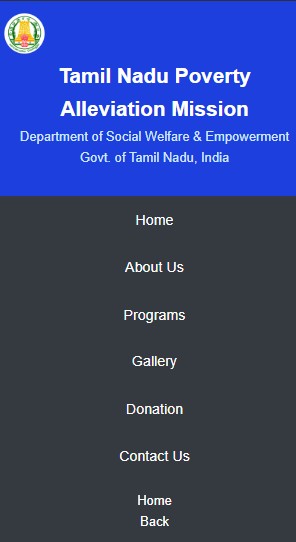 Tamil Nadu Poverty
Alleviation Mission
Department of Social Welfare & Empowerment
Govt. of Tamil Nadu, India
Home
About Us
Programs
Gallery
Donation
Contact Us
Home
Back